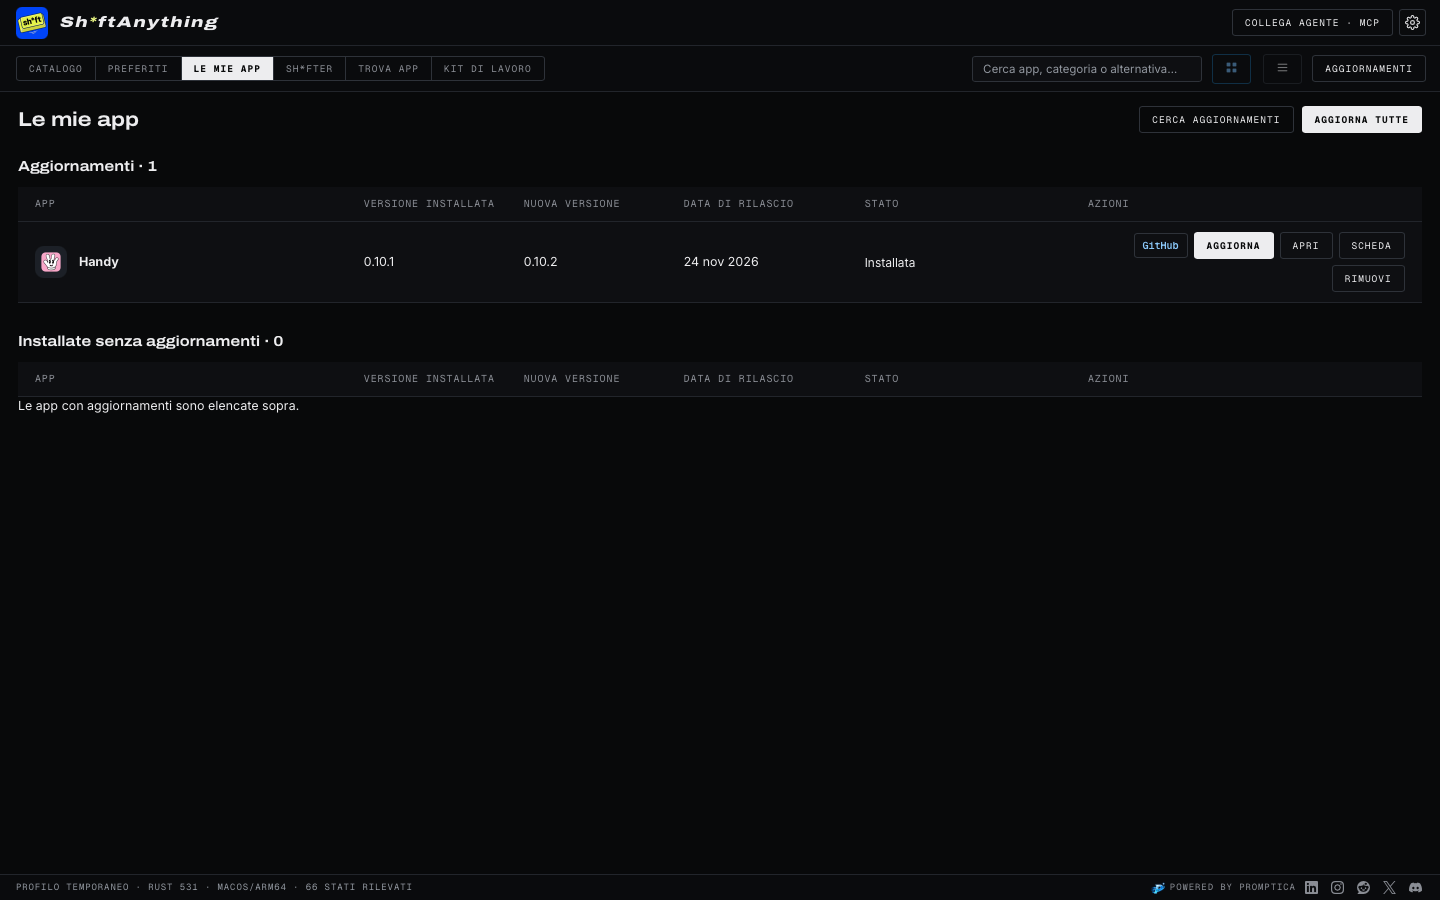 sh*ft
Sh*ftAnything
COLLEGA AGENTE · MCP
CATALOGO
PREFERITI
LE MIE APP
SH*FTER
TROVA APP
KIT DI LAVORO
Cerca app, categoria o alternativa...
AGGIORNAMENTI
Le mie app
CERCA AGGIORNAMENTI
AGGIORNA TUTTE
Aggiornamenti · 1
APP
VERSIONE INSTALLATA
NUOVA VERSIONE
DATA DI RILASCIO
STATO
AZIONI
Handy
0.10.1
0.10.2
24 nov 2026
Installata
GitHub
AGGIORNA
APRI
SCHEDA
RIMUOVI
Installate senza aggiornamenti · 0
APP
VERSIONE INSTALLATA
NUOVA VERSIONE
DATA DI RILASCIO
STATO
AZIONI
Le app con aggiornamenti sono elencate sopra.
PROFILO TEMPORANEO · RUST 531 · MACOS/ARM64 · 66 STATI RILEVATI
POWERED BY PROMPTICA